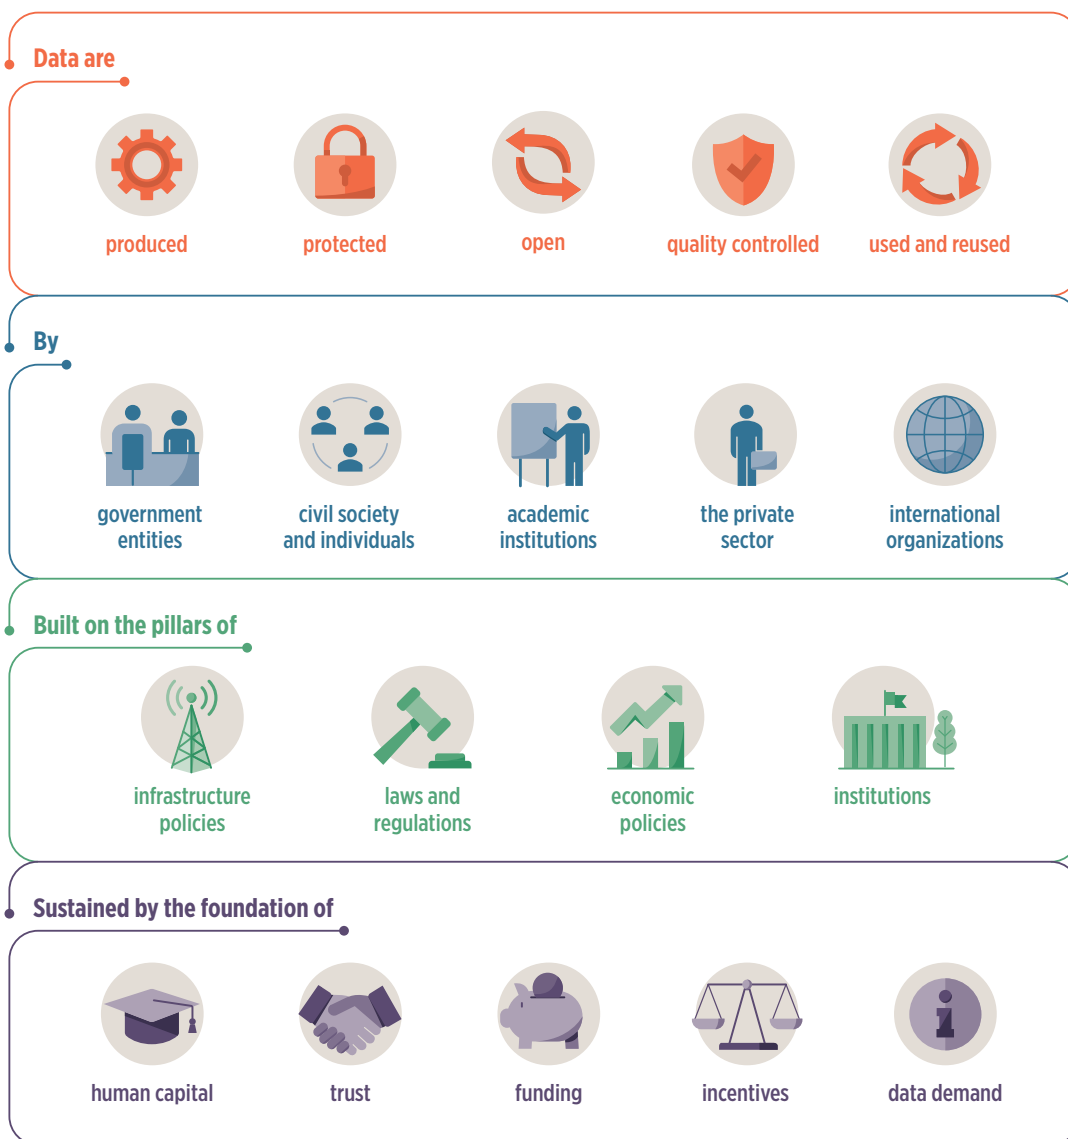 Data are
produced
protected
open
quality controlled
used and reused
By
government
entities
civil society
and individuals
academic
institutions
the private
sector
international
organizations
Built on the pillars of
infrastructure
policies
laws and
regulations
economic
policies
institutions
Sustained by the foundation of
human capital
trust
funding
incentives
data demand